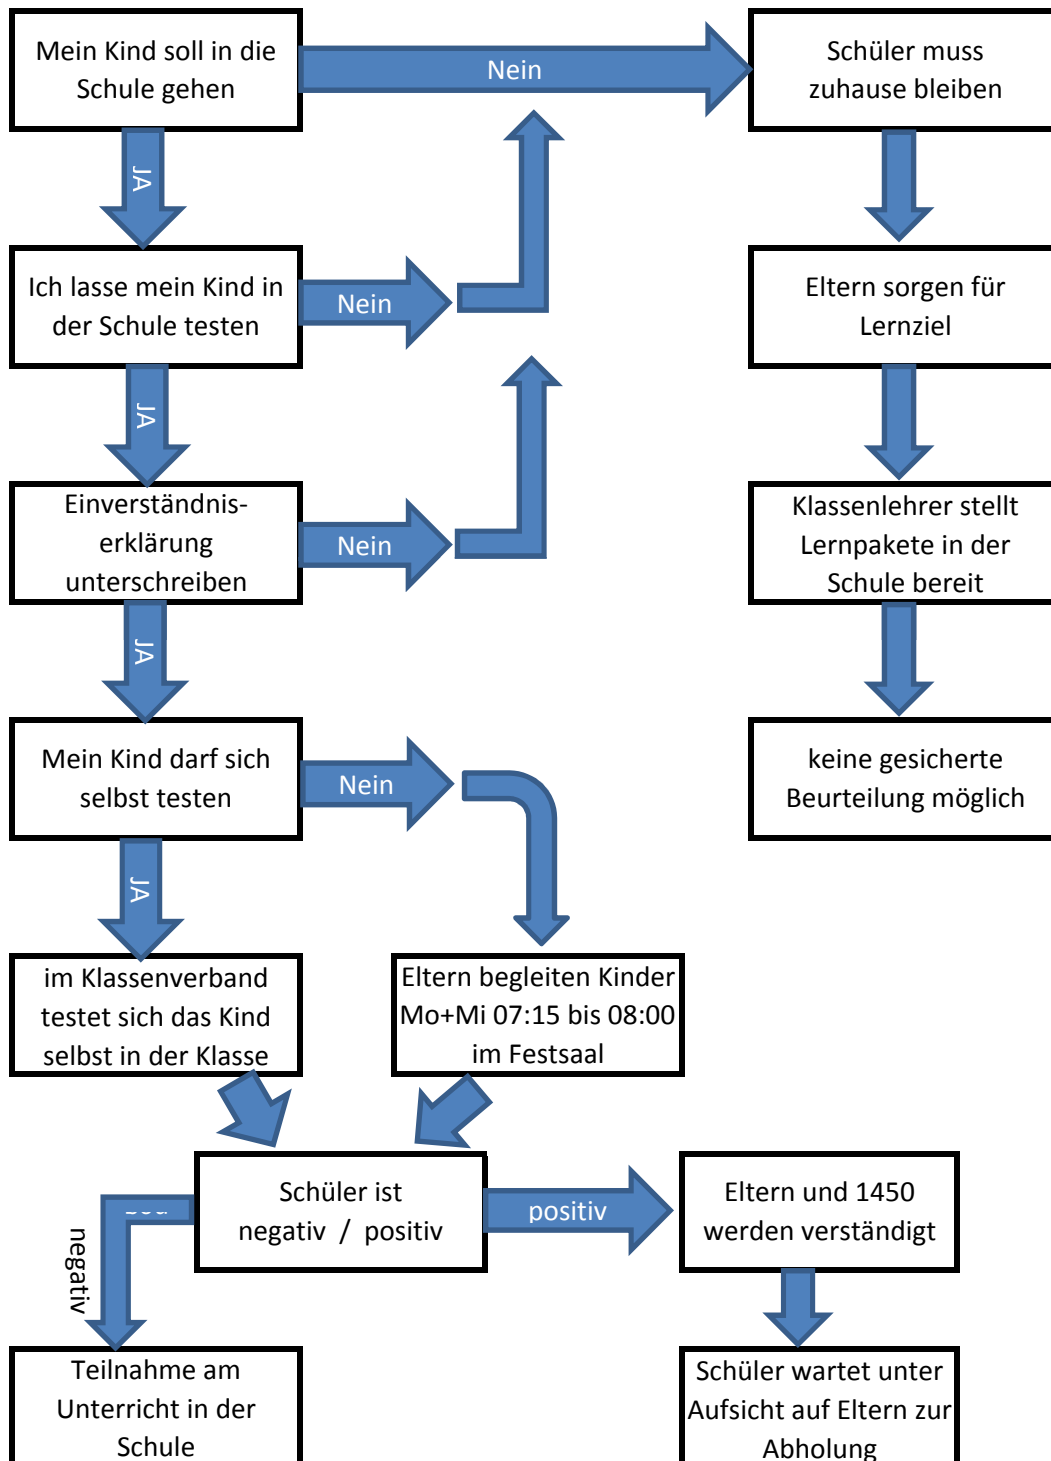 Mein Kind soll in die
Schule gehen
Nein
Schüler muss
zuhause bleiben
JA
Ich lasse mein Kind in
der Schule testen
Nein
Eltern sorgen für
Lernziel
JA
Einverständnis-
erklärung
unterschreiben
Nein
Klassenlehrer stellt
Lernpakete in der
Schule bereit
JA
Mein Kind darf sich
selbst testen
Nein
keine gesicherte
Beurteilung möglich
JA
im Klassenverband
testet sich das Kind
selbst in der Klasse
Eltern begleiten Kinder
Mo+Mi 07:15 bis 08:00
im Festsaal
Schüler ist
negativ / positiv
positiv
Eltern und 1450
werden verständigt
negativ
Teilnahme am
Unterricht in der
Schule
Schüler wartet unter
Aufsicht auf Eltern zur
Abholung